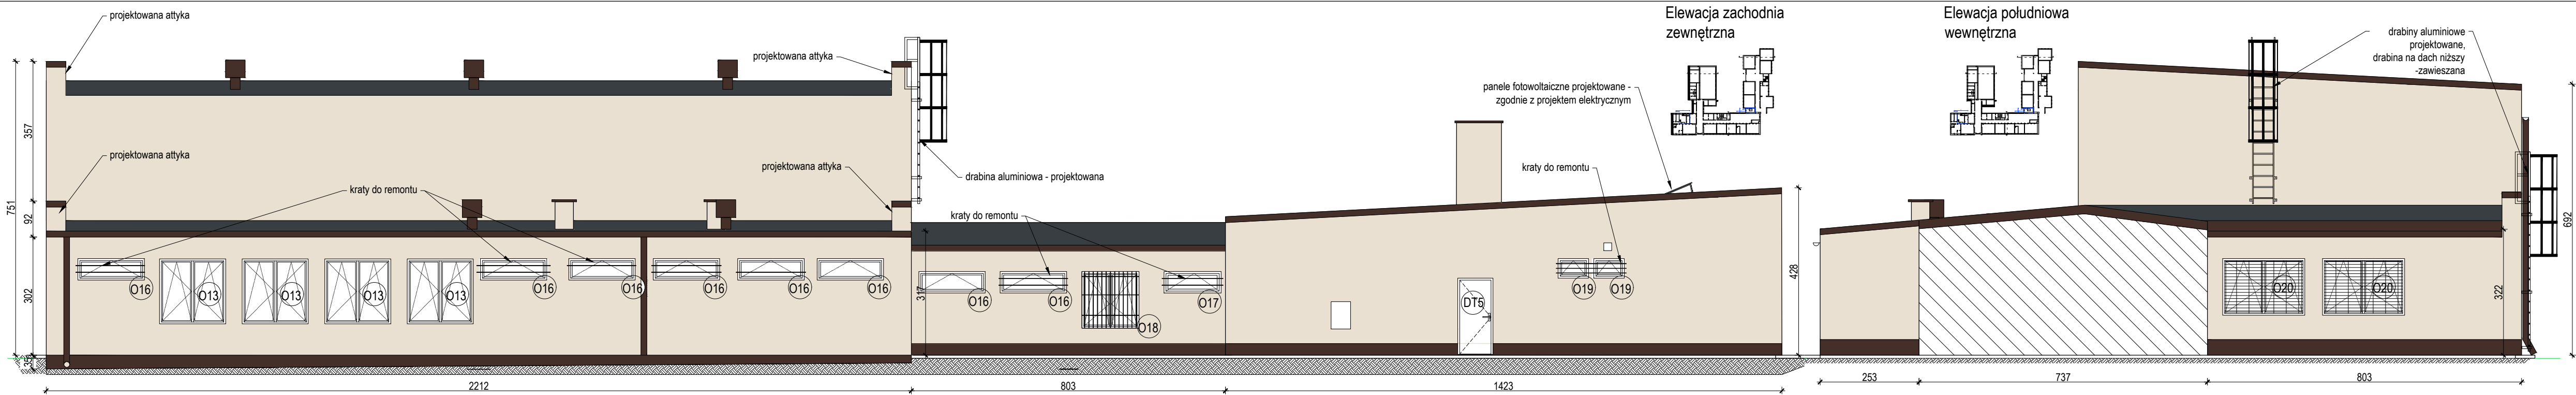 projektowana attyka
projektowana attyka
Elewacja zachodnia
zewnętrzna
Elewacja południowa
wewnętrzna
drabiny aluminiowe
projektowane,
drabina na dach niższy
-zawieszana
panele fotowoltaiczne projektowane -
zgodnie z projektem elektrycznym
projektowana attyka
projektowana attyka
kraty do remontu
drabina aluminiowa - projektowana
kraty do remontu
kraty do remontu
751
357
92
302
35
317
428
322
692
O16
O13
O13
O13
O13
O16
O16
O16
O16
O16
O16
O16
O18
O17
DT5
O19
O19
O20
O20
2212
803
1423
253
737
803